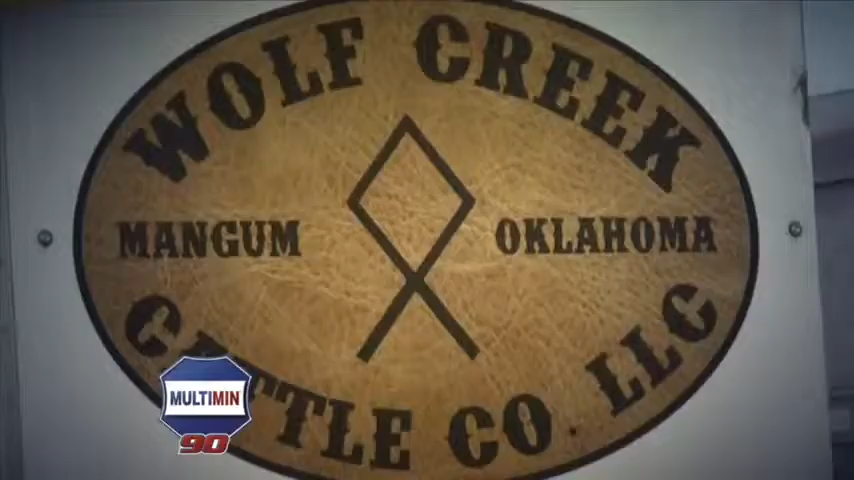 WOLF CREEK
MANGUM OKLAHOMA
CATTLE CO. LLC
MULTIMIN
90